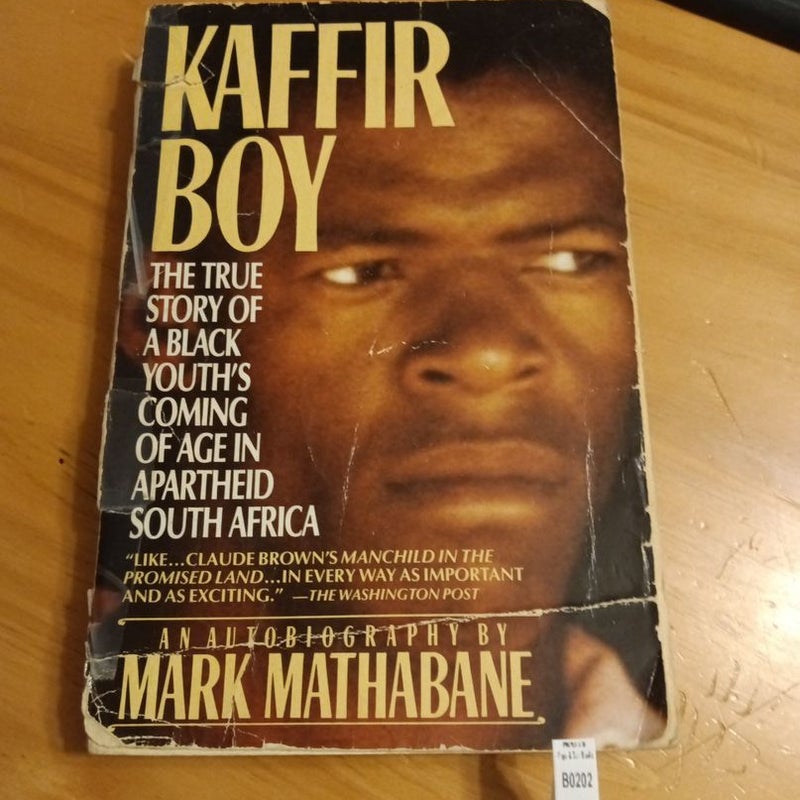 KAFFIR
BOY
THE TRUE
STORY OF
A BLACK
YOUTH'S
COMING
OF AGE IN
APARTHEID
SOUTH AFRICA
"LIKE...CLAUDE BROWN'S MANCHILD IN THE
PROMISED LAND...IN EVERY WAY AS IMPORTANT
AND AS EXCITING." —THE WASHINGTON POST
AN AUTOBIOGRAPHY BY
MARK MATHABANE
B0202